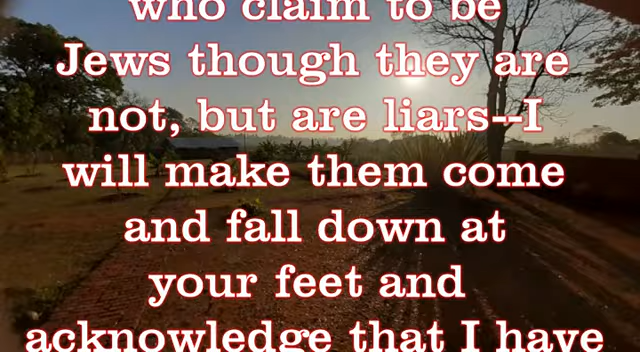 who claim to be
Jews though they are
not, but are liars--I
will make them come
and fall down at
your feet and
acknowledge that I have